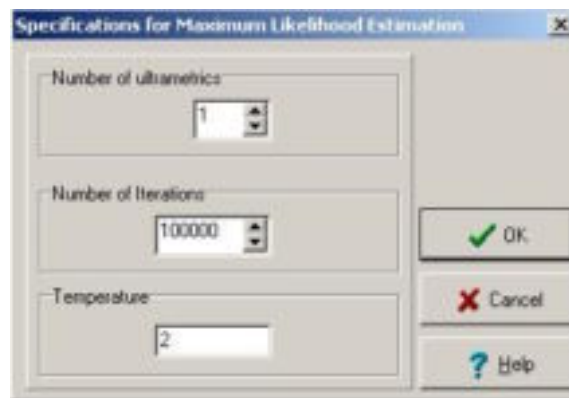 Specifications for Maximum Likelihood Estimation
Number of ultrametrics
1
Number of Iterations
100000
Temperature
2
OK
Cancel
Help